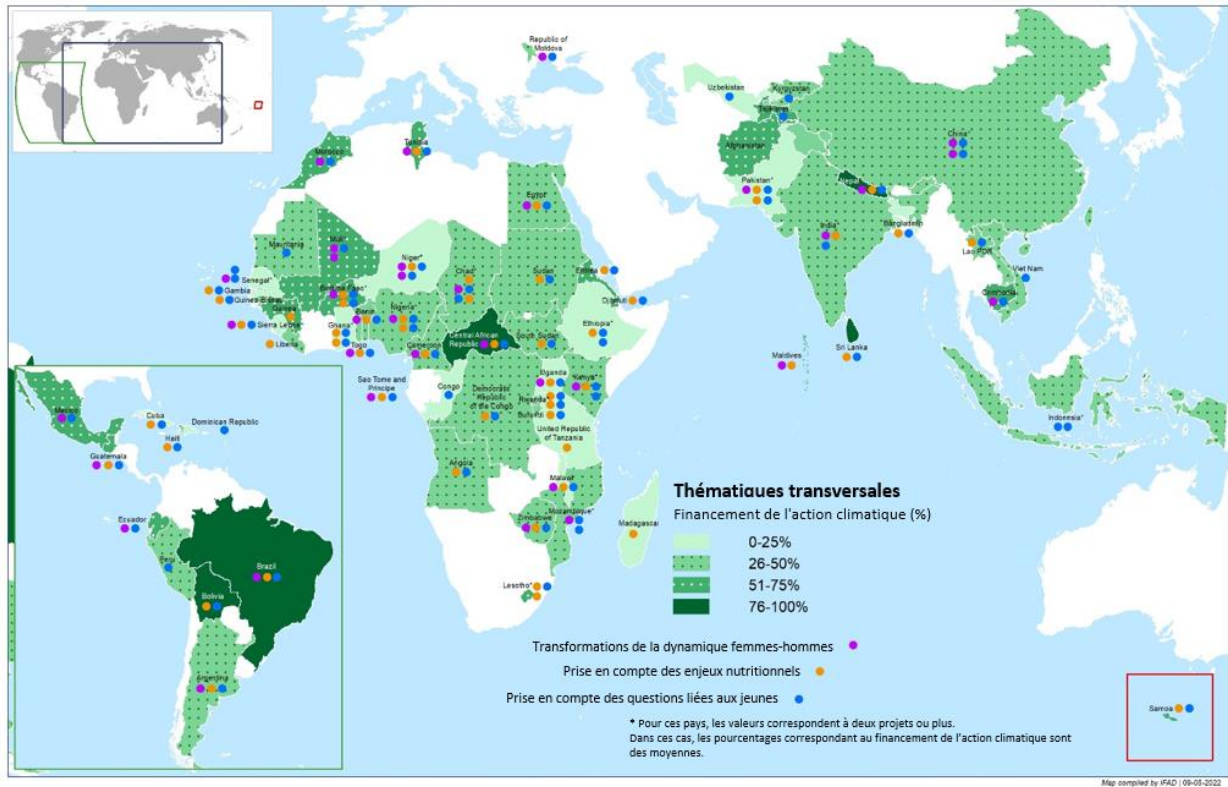 Republic of
Moldova
Uzbekistan
Kyrgyzstan
Tajikistan
Afghanistan
China*
Morocco
Tunisia
Pakistan*
Nepal
Egypt
India*
Bangladesh
Mauritania
Mali*
Niger*
Chad*
Sudan
Eritrea
Lao PDR
Viet Nam
Senegal*
Gambia
Guinea-Bissau
Burkina Faso*
Guinea
Djibouti
Cambodia
Sierra Leone*
Ghana*
Benin
Nigeria*
Ethiopia*
Liberia
Togo
Cameroon
Central African
Republic
South Sudan
Sri Lanka
Maldives
Sao Tome and
Principe
Congo
Democratic
Republic
of the Congo
Uganda
Kenya*
Rwanda*
Burundi
United Republic
of Tanzania
Indonesia*
Mexico
Cuba
Dominican Republic
Haiti
Guatemala
Angola
Malawi*
Mozambique*
Zimbabwe
Madagascar
Lesotho*
Ecuador
Peru
Brazil
Bolivia
Argentina
Thématiques transversales
Financement de l'action climatique (%)
0-25%
26-50%
51-75%
76-100%
Transformations de la dynamique femmes-hommes
Prise en compte des enjeux nutritionnels
Prise en compte des questions liées aux jeunes
* Pour ces pays, les valeurs correspondent à deux projets ou plus.
Dans ces cas, les pourcentages correspondant au financement de l'action climatique sont
des moyennes.
Samoa
Map compiled by IFAD | 09-05-2022